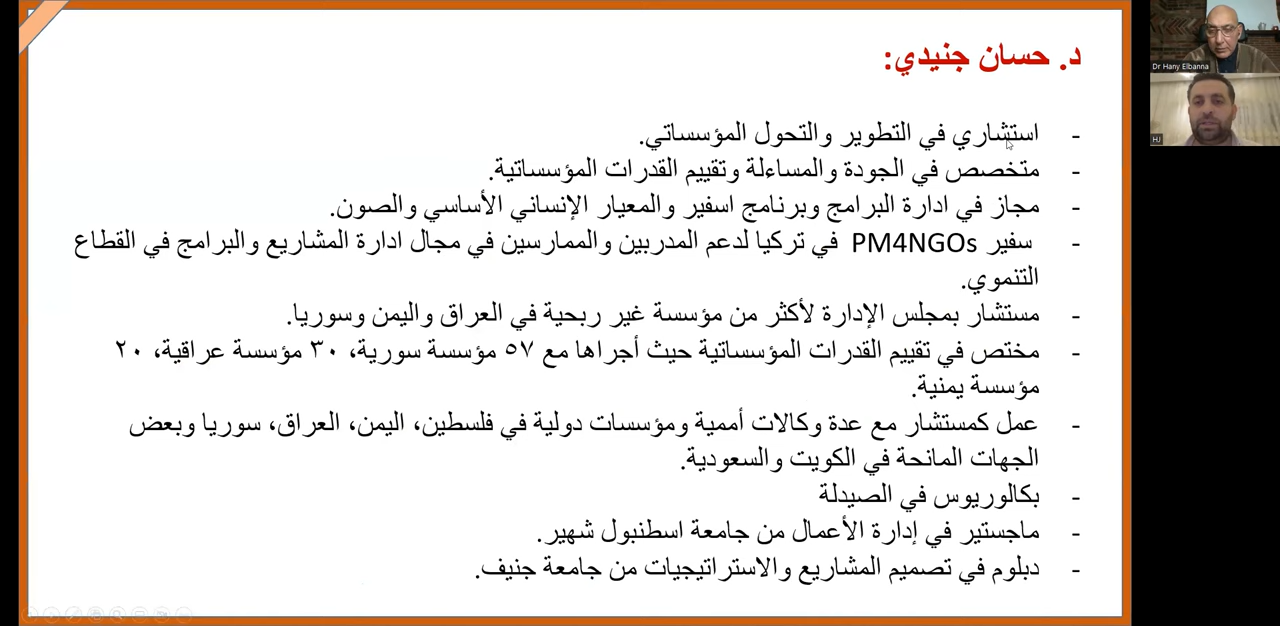 د. حسان جنيدي:
- استشاري في التطوير والتحول المؤسساتي.
- متخصص في الجودة والمساءلة وتقييم القدرات المؤسساتية.
- مجاز في ادارة البرامج وبرنامج اسفير والمعيار الإنساني الأساسي والصون.
- سفير PM4NGOs في تركيا لدعم المدربين والممارسين في مجال ادارة المشاريع والبرامج في القطاع
التنموي.
- مستشار بمجلس الإدارة لأكثر من مؤسسة غير ربحية في العراق واليمن وسوريا.
- مختص في تقييم القدرات المؤسساتية حيث أجراها مع ٥٧ مؤسسة سورية، ٣٠ مؤسسة عراقية، ٢٠
مؤسسة يمنية.
- عمل كمستشار مع عدة وكالات أممية ومؤسسات دولية في فلسطين، اليمن، العراق، سوريا وبعض
الجهات المانحة في الكويت والسعودية.
- بكالوريوس في الصيدلة
- ماجستير في إدارة الأعمال من جامعة اسطنبول شهير.
- دبلوم في تصميم المشاريع والاستراتيجيات من جامعة جنيف.
Dr Hany Elbanna
HJ